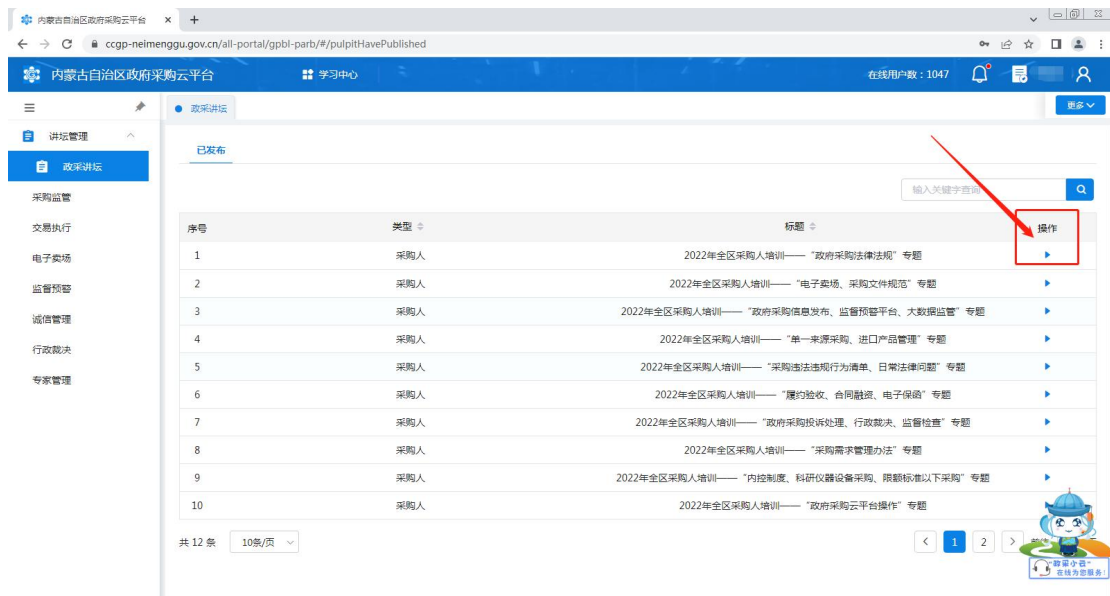 内蒙古自治区政府采购云平台
ccgp-neimenggu.gov.cn/all-portal/gpbl-parb/#/pulpitHavePublished
内蒙古自治区政府采购云平台 学习中心 在线用户数：1047
政采讲坛 更多
讲坛管理
已发布
政采讲坛
采购监管
输入关键字查询
交易执行
序号 类型 标题 操作
1 采购人 2022年全区采购人培训——“政府采购法律法规”专题
电子卖场
2 采购人 2022年全区采购人培训——“电子卖场、采购文件规范”专题
监督预警
3 采购人 2022年全区采购人培训——“政府采购信息发布、监督预警平台、大数据监管”专题
诚信管理
4 采购人 2022年全区采购人培训——“单一来源采购、进口产品管理”专题
行政裁决
5 采购人 2022年全区采购人培训——“采购违法违规行为清单、日常法律问题”专题
专家管理
6 采购人 2022年全区采购人培训——“履约验收、合同融资、电子保函”专题
7 采购人 2022年全区采购人培训——“政府采购投诉处理、行政裁决、监督检查”专题
8 采购人 2022年全区采购人培训——“采购需求管理办法”专题
9 采购人 2022年全区采购人培训——“内控制度、科研仪器设备采购、限额标准以下采购”专题
10 采购人 2022年全区采购人培训——“政府采购云平台操作”专题
共 12 条 10条/页 1 2
在线为您服务！